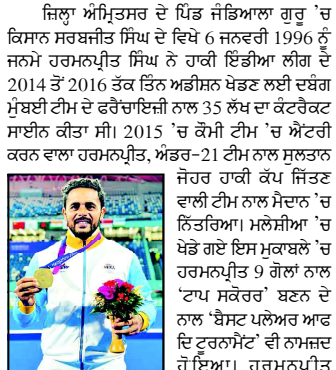 ਜ਼ਿਲ੍ਹਾ ਅੰਮ੍ਰਿਤਸਰ ਦੇ ਪਿੰਡ ਜੰਡਿਆਲਾ ਗੁਰੂ ’ਚ
ਕਿਸਾਨ ਸਰਬਜੀਤ ਸਿੰਘ ਦੇ ਵਿਖੇ 6 ਜਨਵਰੀ 1996 ਨੂੰ
ਜਨਮੇ ਹਰਮਨਪ੍ਰੀਤ ਸਿੰਘ ਨੇ ਹਾਕੀ ਇੰਡੀਆ ਲੀਗ ਦੇ
2014 ਤੋਂ 2016 ਤੱਕ ਤਿੰਨ ਅਡੀਸ਼ਨ ਖੇਡਣ ਲਈ ਦਬੰਗ
ਮੁੰਬਈ ਟੀਮ ਦੇ ਫਰੈਂਚਾਇਜ਼ੀ ਨਾਲ 35 ਲੱਖ ਦਾ ਕੰਟਰੈਕਟ
ਸਾਈਨ ਕੀਤਾ ਸੀ। 2015 ’ਚ ਕੌਮੀ ਟੀਮ ’ਚ ਐਂਟਰੀ
ਕਰਨ ਵਾਲਾ ਹਰਮਨਪ੍ਰੀਤ, ਅੰਡਰ-21 ਟੀਮ ਨਾਲ ਸੁਲਤਾਨ
ਜੋਹਰ ਹਾਕੀ ਕੱਪ ਜਿੱਤਣ
ਵਾਲੀ ਟੀਮ ਨਾਲ ਮੈਦਾਨ ’ਚ
ਨਿੱਤਰਿਆ। ਮਲੇਸ਼ੀਆ ’ਚ
ਖੇਡੇ ਗਏ ਇਸ ਮੁਕਾਬਲੇ ’ਚ
ਹਰਮਨਪ੍ਰੀਤ 9 ਗੋਲਾਂ ਨਾਲ
‘ਟਾਪ ਸਕੋਰਰ’ ਬਣਨ ਦੇ
ਨਾਲ ‘ਬੈਸਟ ਪਲੇਅਰ ਆਫ
ਦਿ ਟੂਰਨਾਮੈਂਟ’ ਵੀ ਨਾਮਜ਼ਦ
ਹੋਇਆ। ਹਰਮਨਪ੍ਰੀਤ